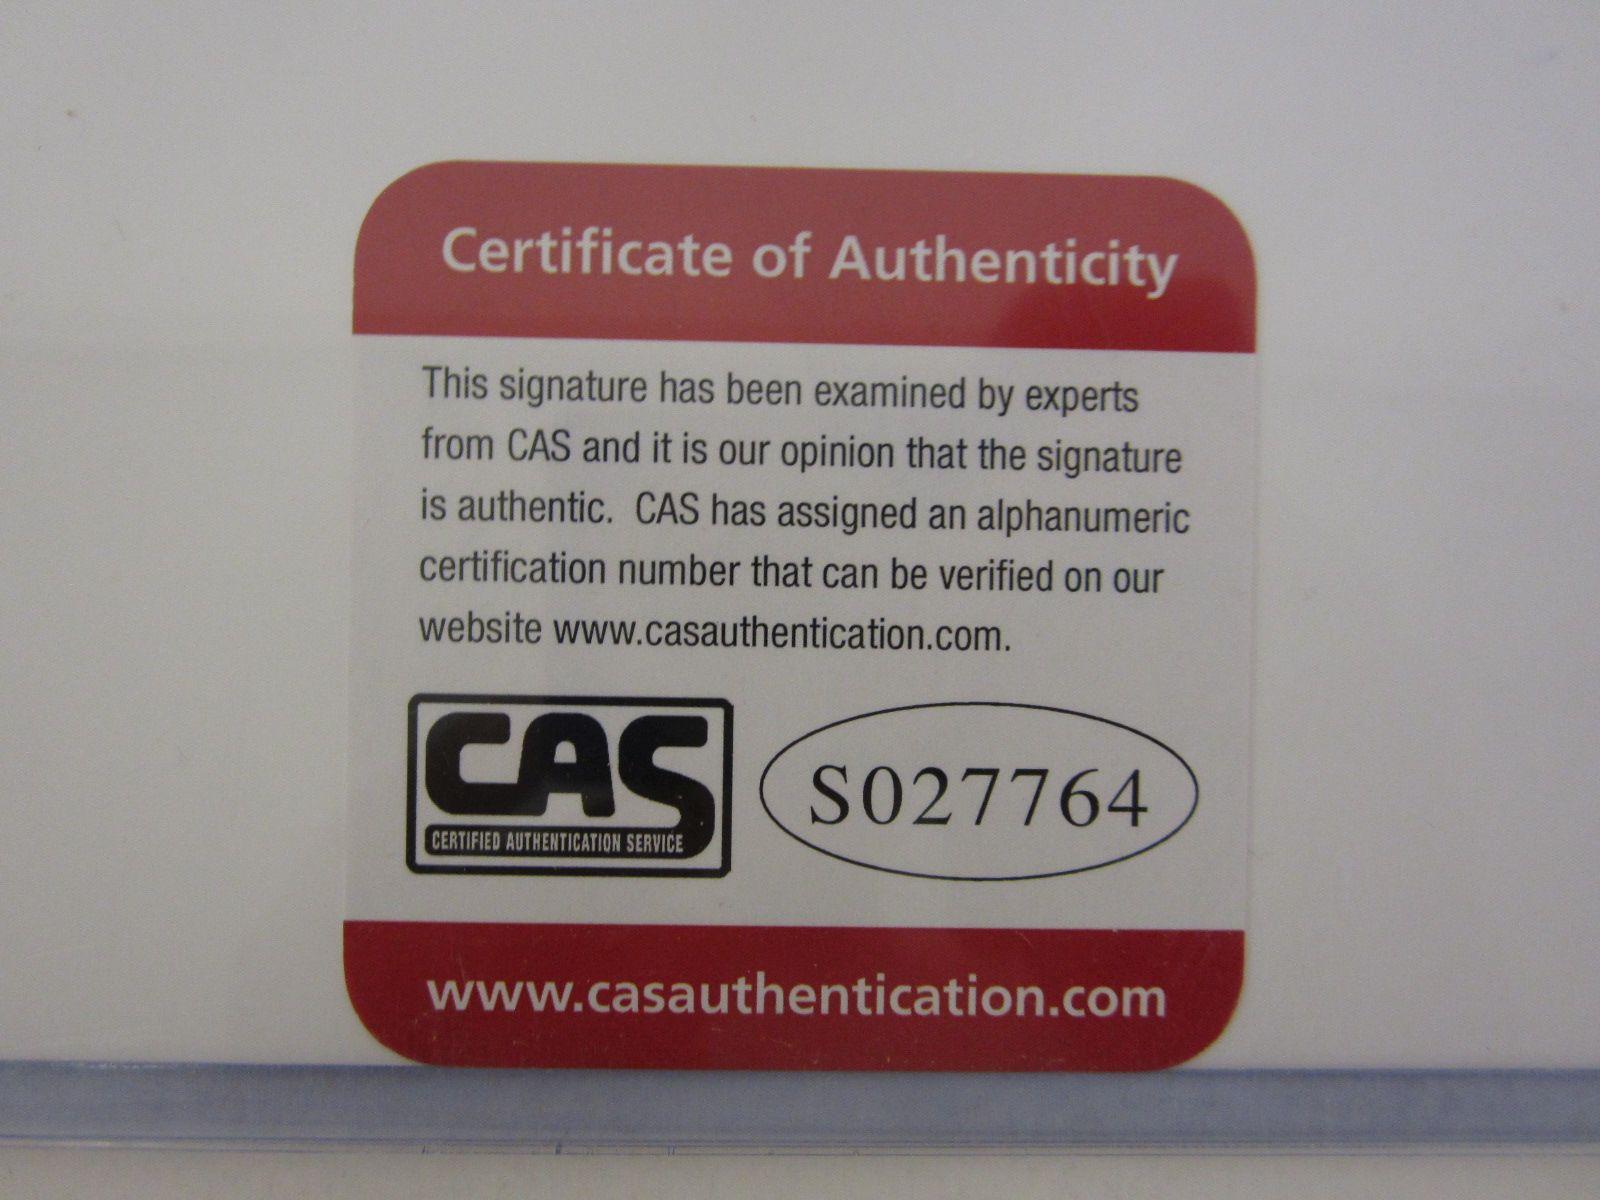 Certificate of Authenticity
This signature has been examined by experts
from CAS and it is our opinion that the signature
is authentic. CAS has assigned an alphanumeric
certification number that can be verified on our
website www.casauthentication.com.
CAS
CERTIFIED AUTHENTICATION SERVICE
S027764
www.casauthentication.com